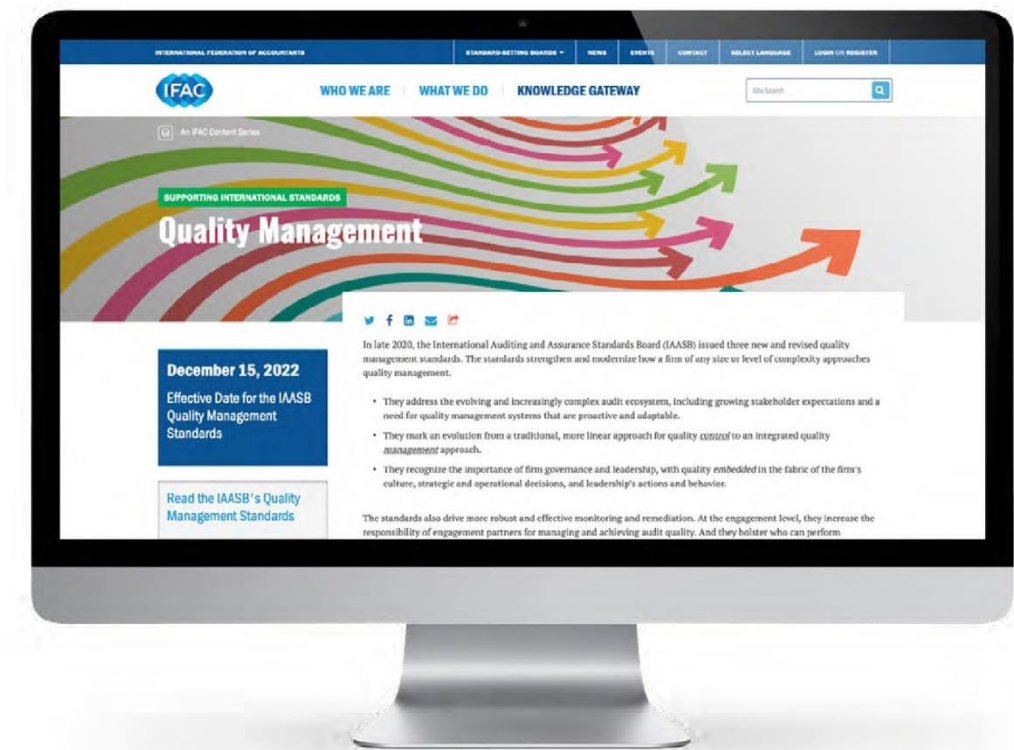 INTERNATIONAL FEDERATION OF ACCOUNTANTS
STANDARD-SETTING BOARDS
NEWS
EVENTS
CONTACT
SELECT LANGUAGE
LOGIN OR REGISTER
IFAC
WHO WE ARE
WHAT WE DO
KNOWLEDGE GATEWAY
Site Search
An IFAC Content Series
SUPPORTING INTERNATIONAL STANDARDS
Quality Management
December 15, 2022
Effective Date for the IAASB
Quality Management
Standards
Read the IAASB's Quality
Management Standards
In late 2020, the International Auditing and Assurance Standards Board (IAASB) issued three new and revised quality
management standards. The standards strengthen and modernize how a firm of any size or level of complexity approaches
quality management.
• They address the evolving and increasingly complex audit ecosystem, including growing stakeholder expectations and a
need for quality management systems that are proactive and adaptable.
• They mark an evolution from a traditional, more linear approach for quality control to an integrated quality
management approach.
• They recognize the importance of firm governance and leadership, with quality embedded in the fabric of the firm's
culture, strategic and operational decisions, and leadership's actions and behavior.
The standards also drive more robust and effective monitoring and remediation. At the engagement level, they increase the
responsibility of engagement partners for managing and achieving audit quality. And they bolster who can perform